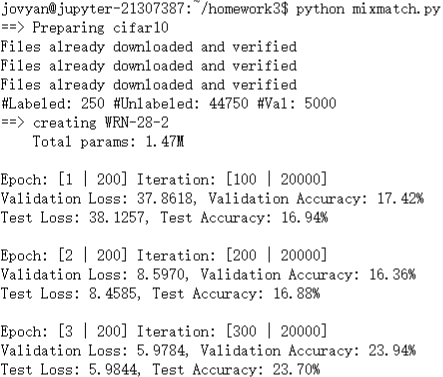 jovyan@jupyter-21307387:~/homework3$ python mixmatch.py
==> Preparing cifar10
Files already downloaded and verified
Files already downloaded and verified
Files already downloaded and verified
#Labeled: 250 #Unlabeled: 44750 #Val: 5000
==> creating WRN-28-2
    Total params: 1.47M

Epoch: [1 | 200] Iteration: [100 | 20000]
Validation Loss: 37.8618, Validation Accuracy: 17.42%
Test Loss: 38.1257, Test Accuracy: 16.94%

Epoch: [2 | 200] Iteration: [200 | 20000]
Validation Loss: 8.5970, Validation Accuracy: 16.36%
Test Loss: 8.4585, Test Accuracy: 16.88%

Epoch: [3 | 200] Iteration: [300 | 20000]
Validation Loss: 5.9784, Validation Accuracy: 23.94%
Test Loss: 5.9844, Test Accuracy: 23.70%